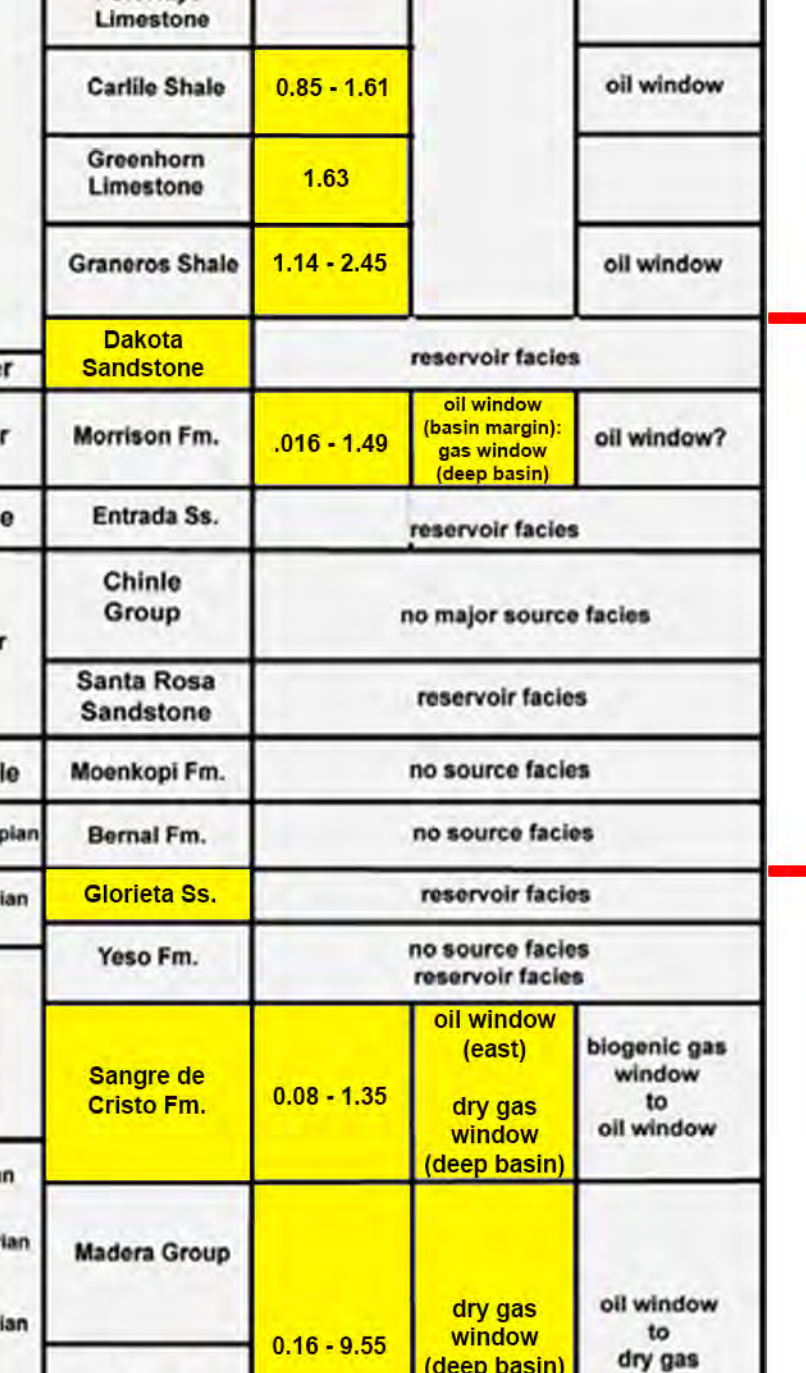 Limestone
Carlile Shale
0.85 - 1.61
oil window
Greenhorn
Limestone
1.63
Graneros Shale
1.14 - 2.45
oil window
Dakota
Sandstone
reservoir facies
Morrison Fm.
.016 - 1.49
oil window
(basin margin):
gas window
(deep basin)
oil window?
Entrada Ss.
reservoir facies
Chinle
Group
no major source facies
Santa Rosa
Sandstone
reservoir facies
Moenkopi Fm.
no source facies
Bernal Fm.
no source facies
Glorieta Ss.
reservoir facies
Yeso Fm.
no source facies
reservoir facies
Sangre de
Cristo Fm.
0.08 - 1.35
oil window
(east)
dry gas
window
(deep basin)
biogenic gas
window
to
oil window
Madera Group
0.16 - 9.55
dry gas
window
(deep basin)
oil window
to
dry gas